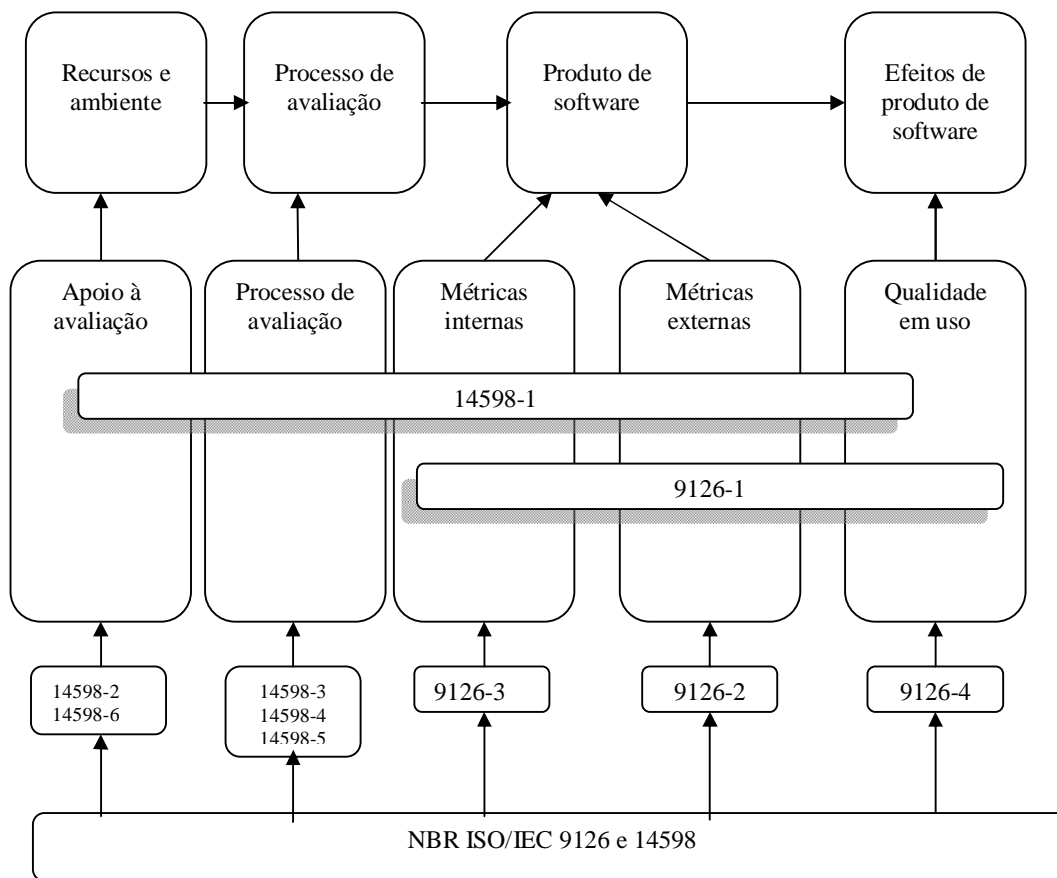 Recursos e
ambiente
Processo de
avaliação
Produto de
software
Efeitos de
produto de
software
Apoio à
avaliação
Processo de
avaliação
Métricas
internas
Métricas
externas
Qualidade
em uso
14598-1
9126-1
14598-2
14598-6
14598-3
14598-4
14598-5
9126-3
9126-2
9126-4
NBR ISO/IEC 9126 e 14598